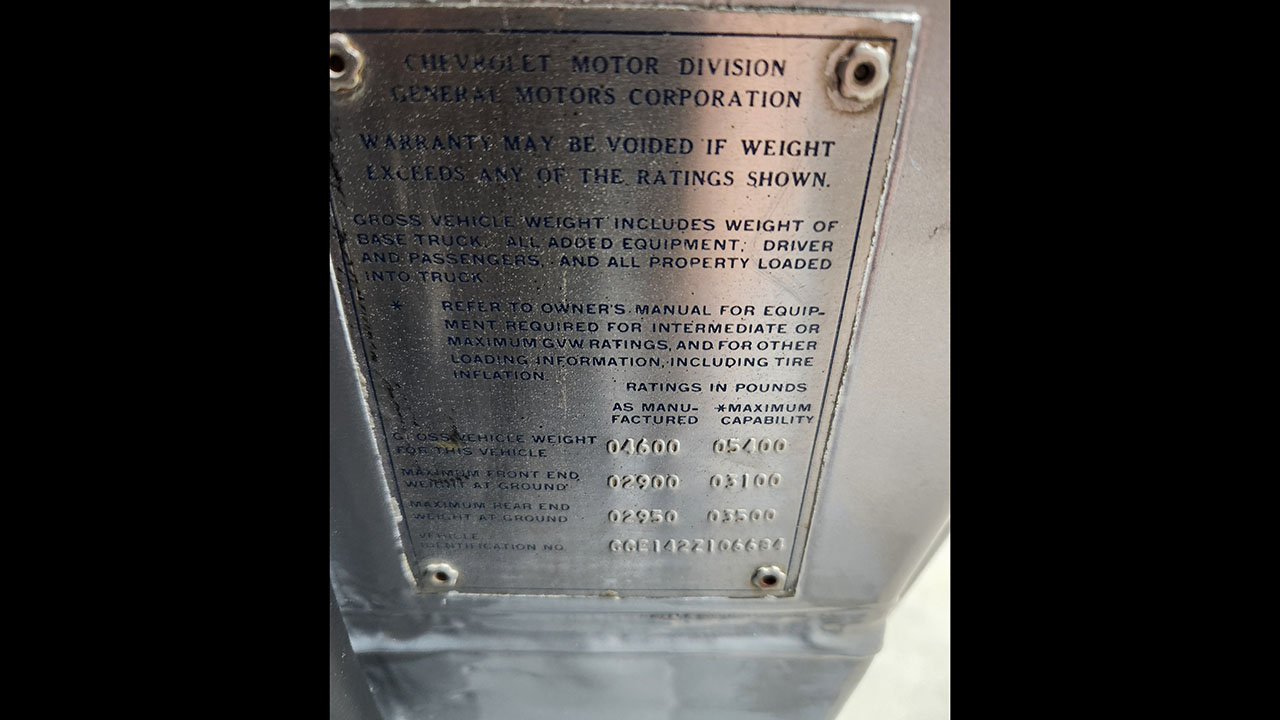 CHEVROLET MOTOR DIVISION
GENERAL MOTORS CORPORATION
WARRANTY MAY BE VOIDED IF WEIGHT
EXCEEDS ANY OF THE RATINGS SHOWN.
GROSS VEHICLE WEIGHT INCLUDES WEIGHT OF
BASE TRUCK, ALL ADDED EQUIPMENT, DRIVER
AND PASSENGERS, AND ALL PROPERTY LOADED
INTO TRUCK
* REFER TO OWNER'S MANUAL FOR EQUIP-
MENT REQUIRED FOR INTERMEDIATE OR
MAXIMUM GVW RATINGS, AND FOR OTHER
LOADING INFORMATION, INCLUDING TIRE
INFLATION.
RATINGS IN POUNDS
AS MANU- *MAXIMUM
FACTURED CAPABILITY
GROSS VEHICLE WEIGHT
FOR THIS VEHICLE 04600 05400
MAXIMUM FRONT END
WEIGHT AT GROUND 02900 03100
MAXIMUM REAR END
WEIGHT AT GROUND 02950 03500
VEHICLE
IDENTIFICATION NO.